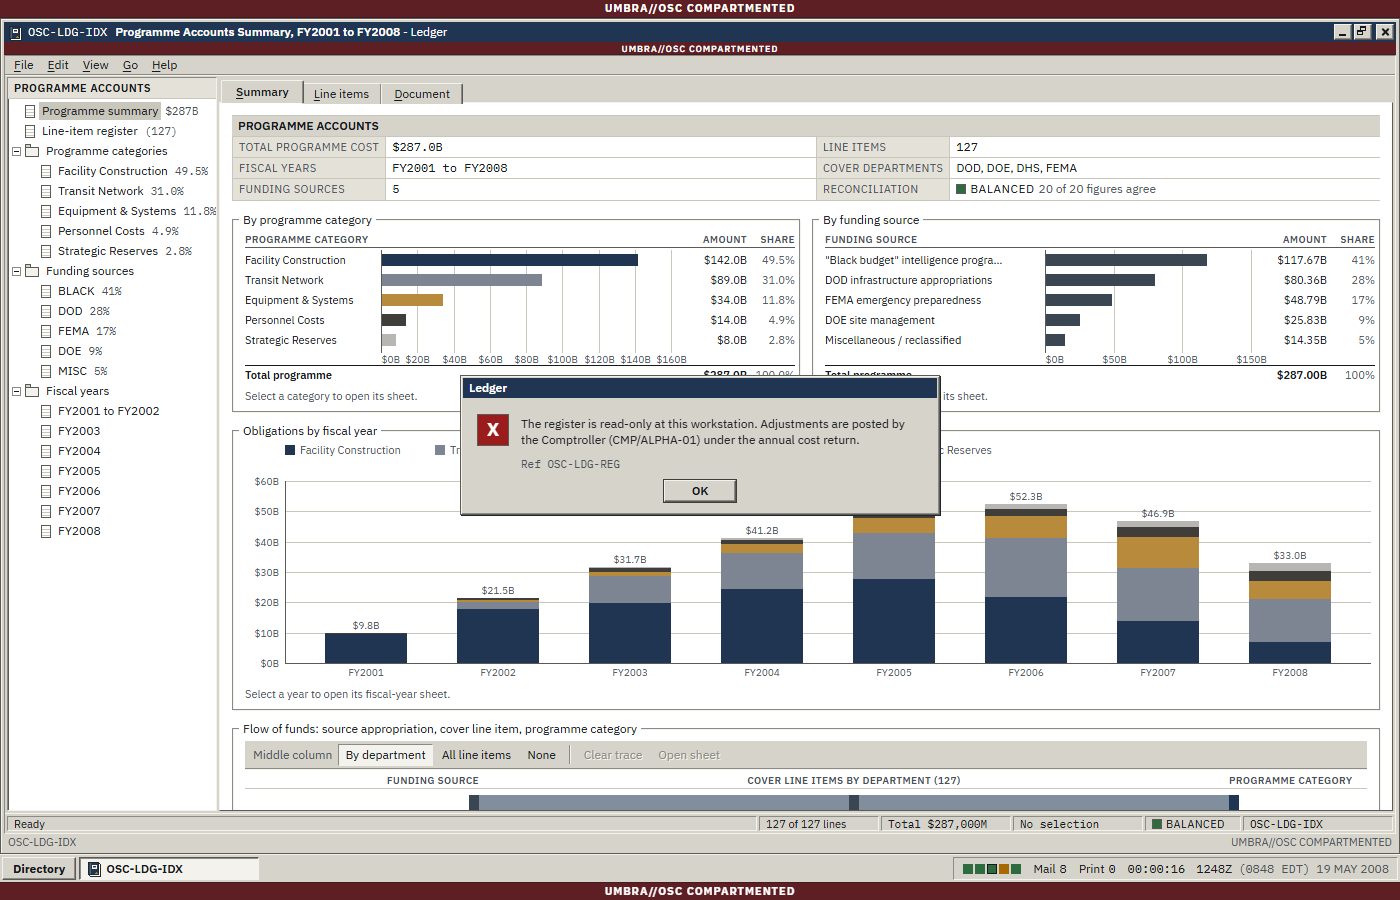 UMBRA//OSC COMPARTMENTED
OSC-LDG-IDX Programme Accounts Summary, FY2001 to FY2008 - Ledger
UMBRA//OSC COMPARTMENTED
File Edit View Go Help
PROGRAMME ACCOUNTS
Programme summary $287B
Line-item register (127)
Programme categories
Facility Construction 49.5%
Transit Network 31.0%
Equipment & Systems 11.8%
Personnel Costs 4.9%
Strategic Reserves 2.8%
Funding sources
BLACK 41%
DOD 28%
FEMA 17%
DOE 9%
MISC 5%
Fiscal years
FY2001 to FY2002
FY2003
FY2004
FY2005
FY2006
FY2007
FY2008
Summary Line items Document
PROGRAMME ACCOUNTS
TOTAL PROGRAMME COST $287.0B LINE ITEMS 127
FISCAL YEARS FY2001 to FY2008 COVER DEPARTMENTS DOD, DOE, DHS, FEMA
FUNDING SOURCES 5 RECONCILIATION BALANCED 20 of 20 figures agree
By programme category
PROGRAMME CATEGORY AMOUNT SHARE
Facility Construction $142.0B 49.5%
Transit Network $89.0B 31.0%
Equipment & Systems $34.0B 11.8%
Personnel Costs $14.0B 4.9%
Strategic Reserves $8.0B 2.8%
$0B $20B $40B $60B $80B $100B $120B $140B $160B
Total programme $287.0B 100.0%
Select a category to open its sheet.
By funding source
FUNDING SOURCE AMOUNT SHARE
"Black budget" intelligence progra... $117.67B 41%
DOD infrastructure appropriations $80.36B 28%
FEMA emergency preparedness $48.79B 17%
DOE site management $25.83B 9%
Miscellaneous / reclassified $14.35B 5%
$0B $50B $100B $150B
Total programme $287.00B 100%
its sheet.
Ledger
X
The register is read-only at this workstation. Adjustments are posted by
the Comptroller (CMP/ALPHA-01) under the annual cost return.
Ref OSC-LDG-REG
OK
Obligations by fiscal year
Facility Construction Tr c Reserves
$60B
$50B
$40B
$30B
$20B
$10B
$0B
$9.8B $21.5B $31.7B $41.2B $52.3B $46.9B $33.0B
FY2001 FY2002 FY2003 FY2004 FY2005 FY2006 FY2007 FY2008
Select a year to open its fiscal-year sheet.
Flow of funds: source appropriation, cover line item, programme category
Middle column By department All line items None Clear trace Open sheet
FUNDING SOURCE COVER LINE ITEMS BY DEPARTMENT (127) PROGRAMME CATEGORY
Ready 127 of 127 lines Total $287,000M No selection BALANCED OSC-LDG-IDX
OSC-LDG-IDX UMBRA//OSC COMPARTMENTED
Directory OSC-LDG-IDX Mail 8 Print 0 00:00:16 1248Z (0848 EDT) 19 MAY 2008
UMBRA//OSC COMPARTMENTED